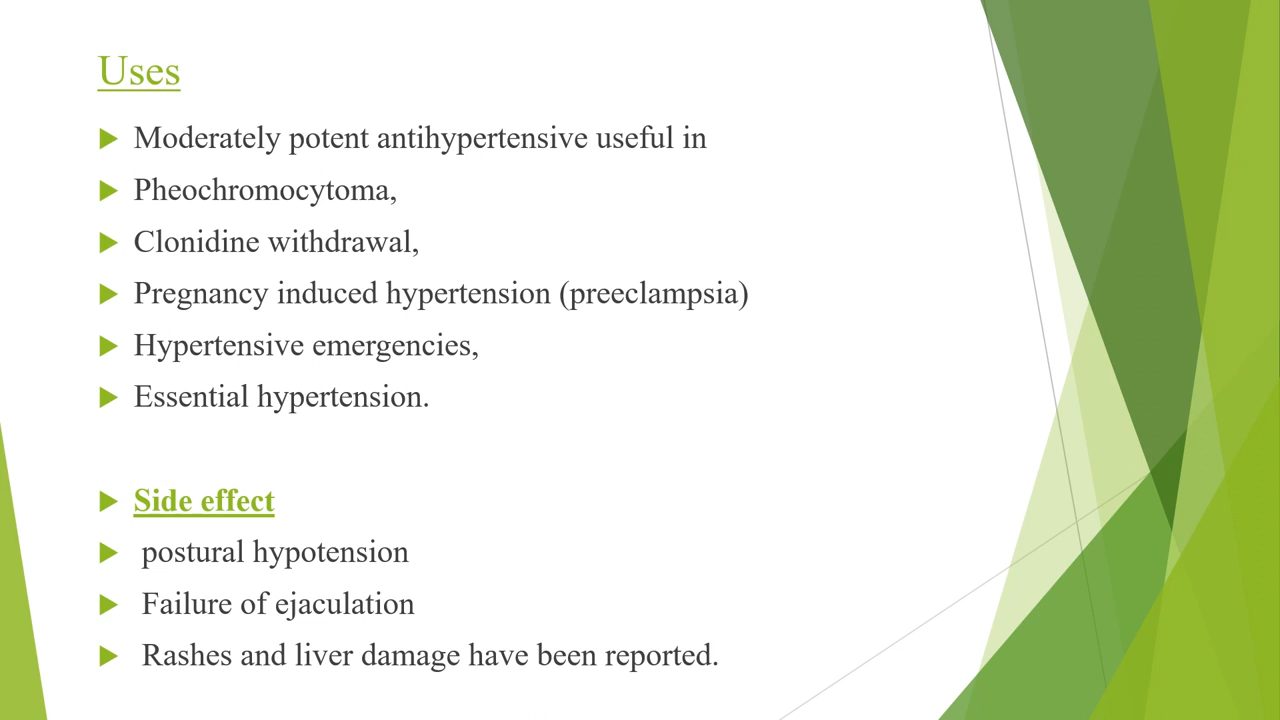 Uses
Moderately potent antihypertensive useful in
Pheochromocytoma,
Clonidine withdrawal,
Pregnancy induced hypertension (preeclampsia)
Hypertensive emergencies,
Essential hypertension.
Side effect
postural hypotension
Failure of ejaculation
Rashes and liver damage have been reported.